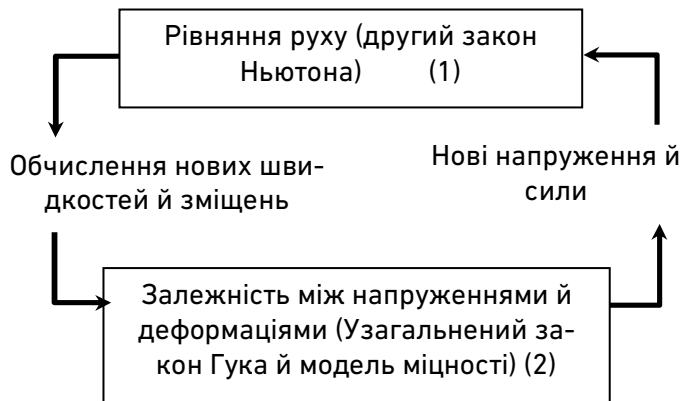 Рівняння руху (другий закон
Ньютона) (1)
Обчислення нових шви-
дкостей й зміщень
Нові напруження й
сили
Залежність між напруженнями й
деформаціями (Узагальнений за-
кон Гука й модель міцності) (2)